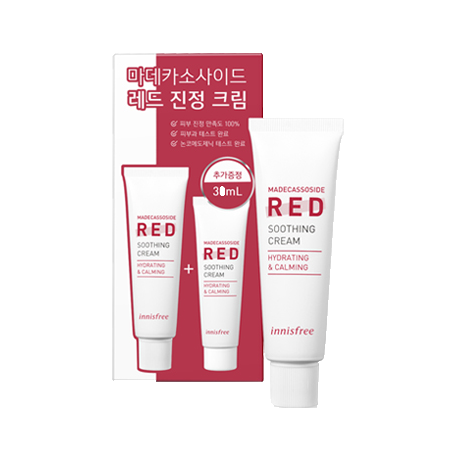 마데카소사이드
레드 진정 크림
피부 진정 만족도 100%
피부과 테스트 완료
논코메도제닉 테스트 완료
추가증정
30mL
MADECASSOSIDE
RED
SOOTHING
CREAM
HYDRATING
& CALMING
innisfree
+
MADECASSOSIDE
RED
SOOTHING
CREAM
HYDRATING
& CALMING
innisfree
MADECASSOSIDE
RED
SOOTHING
CREAM
HYDRATING
& CALMING
innisfree